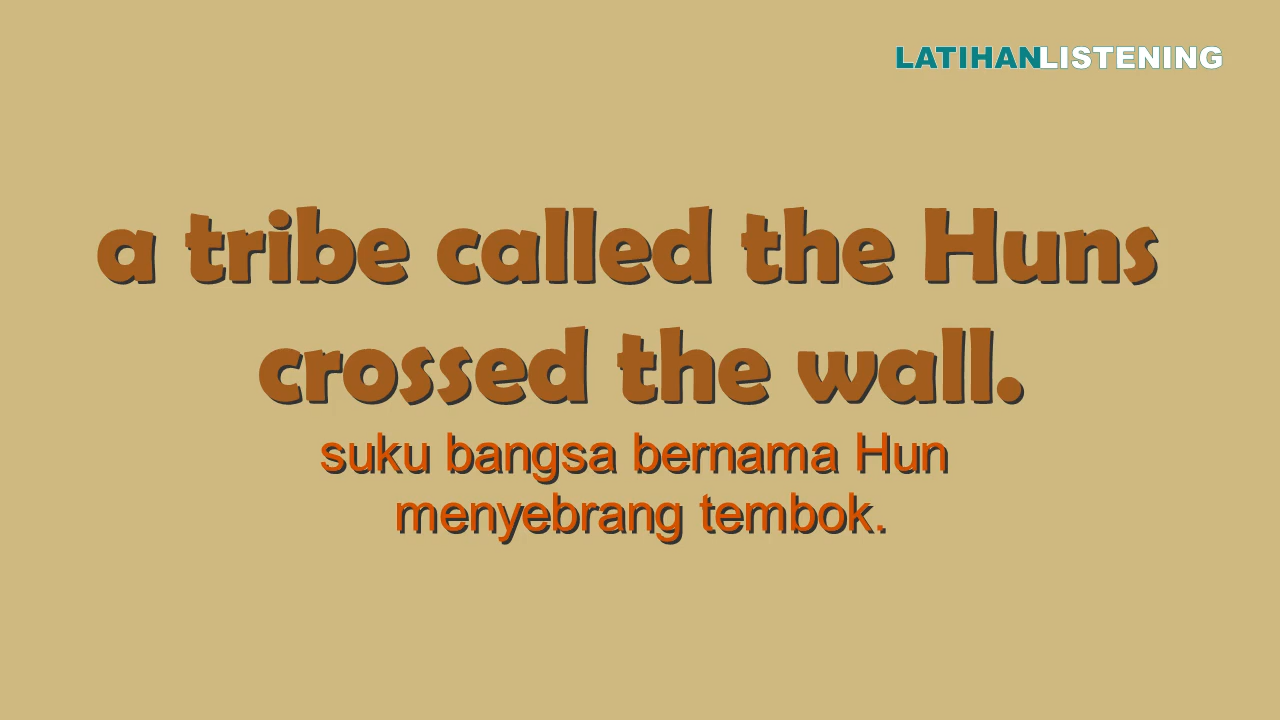 LATIHANLISTENING
a tribe called the Huns
crossed the wall.
suku bangsa bernama Hun
menyebrang tembok.